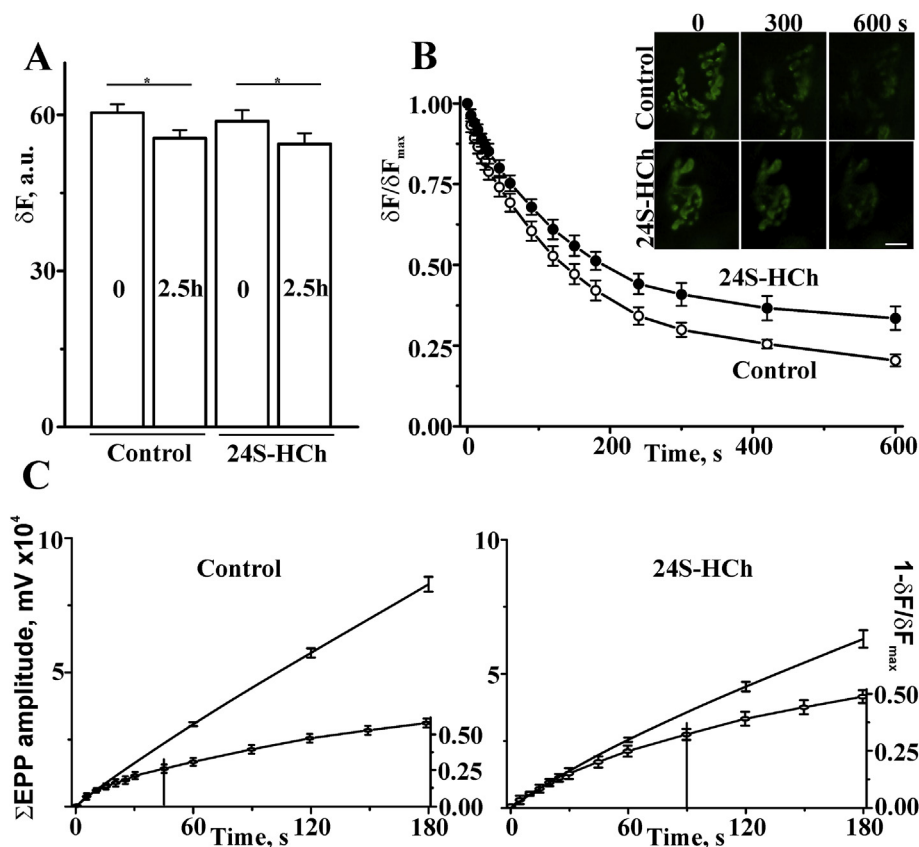 A
* *
δF, a.u.
60
30
0
0 2.5h 0 2.5h
Control 24S-HCh
B
0 300 600 s
Control
24S-HCh
δF/δFmax
1.00
0.75
0.50
0.25
0.00
24S-HCh
Control
0 200 400 600
Time, s
C
ΣEPP amplitude, mV x10⁴
10
5
0
Control
0.50
0.25
0.00
0 60 120 180
Time, s
10
5
0
24S-HCh
1-δF/δFmax
0.50
0.25
0.00
0 60 120 180
Time, s